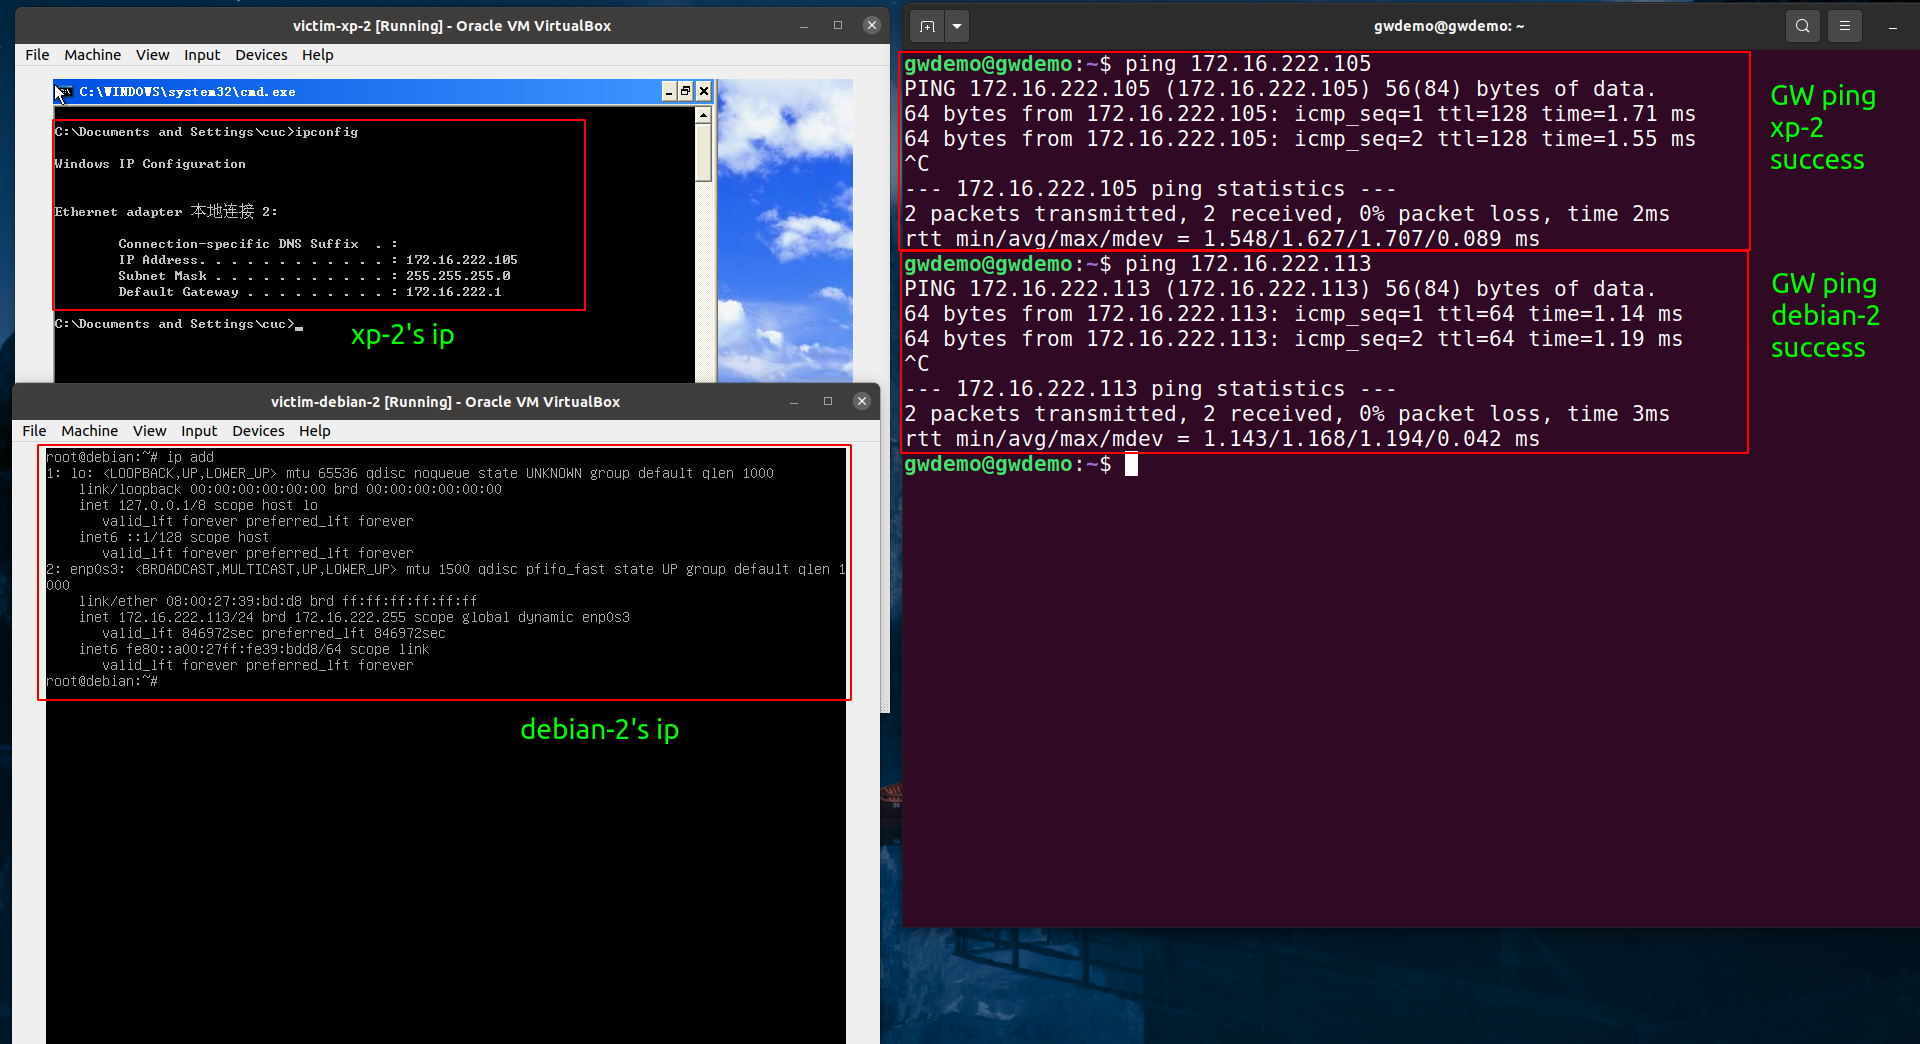 victim-xp-2 [Running] - Oracle VM VirtualBox
File Machine View Input Devices Help
C:\WINDOWS\system32\cmd.exe
C:\Documents and Settings\cuc>ipconfig
Windows IP Configuration
Ethernet adapter 本地连接 2:
Connection-specific DNS Suffix  . :
IP Address. . . . . . . . . . . . : 172.16.222.105
Subnet Mask . . . . . . . . . . . : 255.255.255.0
Default Gateway . . . . . . . . . : 172.16.222.1
C:\Documents and Settings\cuc>_
xp-2's ip
victim-debian-2 [Running] - Oracle VM VirtualBox
File Machine View Input Devices Help
root@debian:~# ip add
1: lo: <LOOPBACK,UP,LOWER_UP> mtu 65536 qdisc noqueue state UNKNOWN group default qlen 1000
link/loopback 00:00:00:00:00:00 brd 00:00:00:00:00:00
inet 127.0.0.1/8 scope host lo
valid_lft forever preferred_lft forever
inet6 ::1/128 scope host
valid_lft forever preferred_lft forever
2: enp0s3: <BROADCAST,MULTICAST,UP,LOWER_UP> mtu 1500 qdisc pfifo_fast state UP group default qlen 1
000
link/ether 08:00:27:39:bd:d8 brd ff:ff:ff:ff:ff:ff
inet 172.16.222.113/24 brd 172.16.222.255 scope global dynamic enp0s3
valid_lft 846972sec preferred_lft 846972sec
inet6 fe80::a00:27ff:fe39:bdd8/64 scope link
valid_lft forever preferred_lft forever
root@debian:~#
debian-2's ip
gwdemo@gwdemo: ~
gwdemo@gwdemo:~$ ping 172.16.222.105
PING 172.16.222.105 (172.16.222.105) 56(84) bytes of data.
64 bytes from 172.16.222.105: icmp_seq=1 ttl=128 time=1.71 ms
64 bytes from 172.16.222.105: icmp_seq=2 ttl=128 time=1.55 ms
^C
--- 172.16.222.105 ping statistics ---
2 packets transmitted, 2 received, 0% packet loss, time 2ms
rtt min/avg/max/mdev = 1.548/1.627/1.707/0.089 ms
gwdemo@gwdemo:~$ ping 172.16.222.113
PING 172.16.222.113 (172.16.222.113) 56(84) bytes of data.
64 bytes from 172.16.222.113: icmp_seq=1 ttl=64 time=1.14 ms
64 bytes from 172.16.222.113: icmp_seq=2 ttl=64 time=1.19 ms
^C
--- 172.16.222.113 ping statistics ---
2 packets transmitted, 2 received, 0% packet loss, time 3ms
rtt min/avg/max/mdev = 1.143/1.168/1.194/0.042 ms
gwdemo@gwdemo:~$
GW ping
xp-2
success
GW ping
debian-2
success